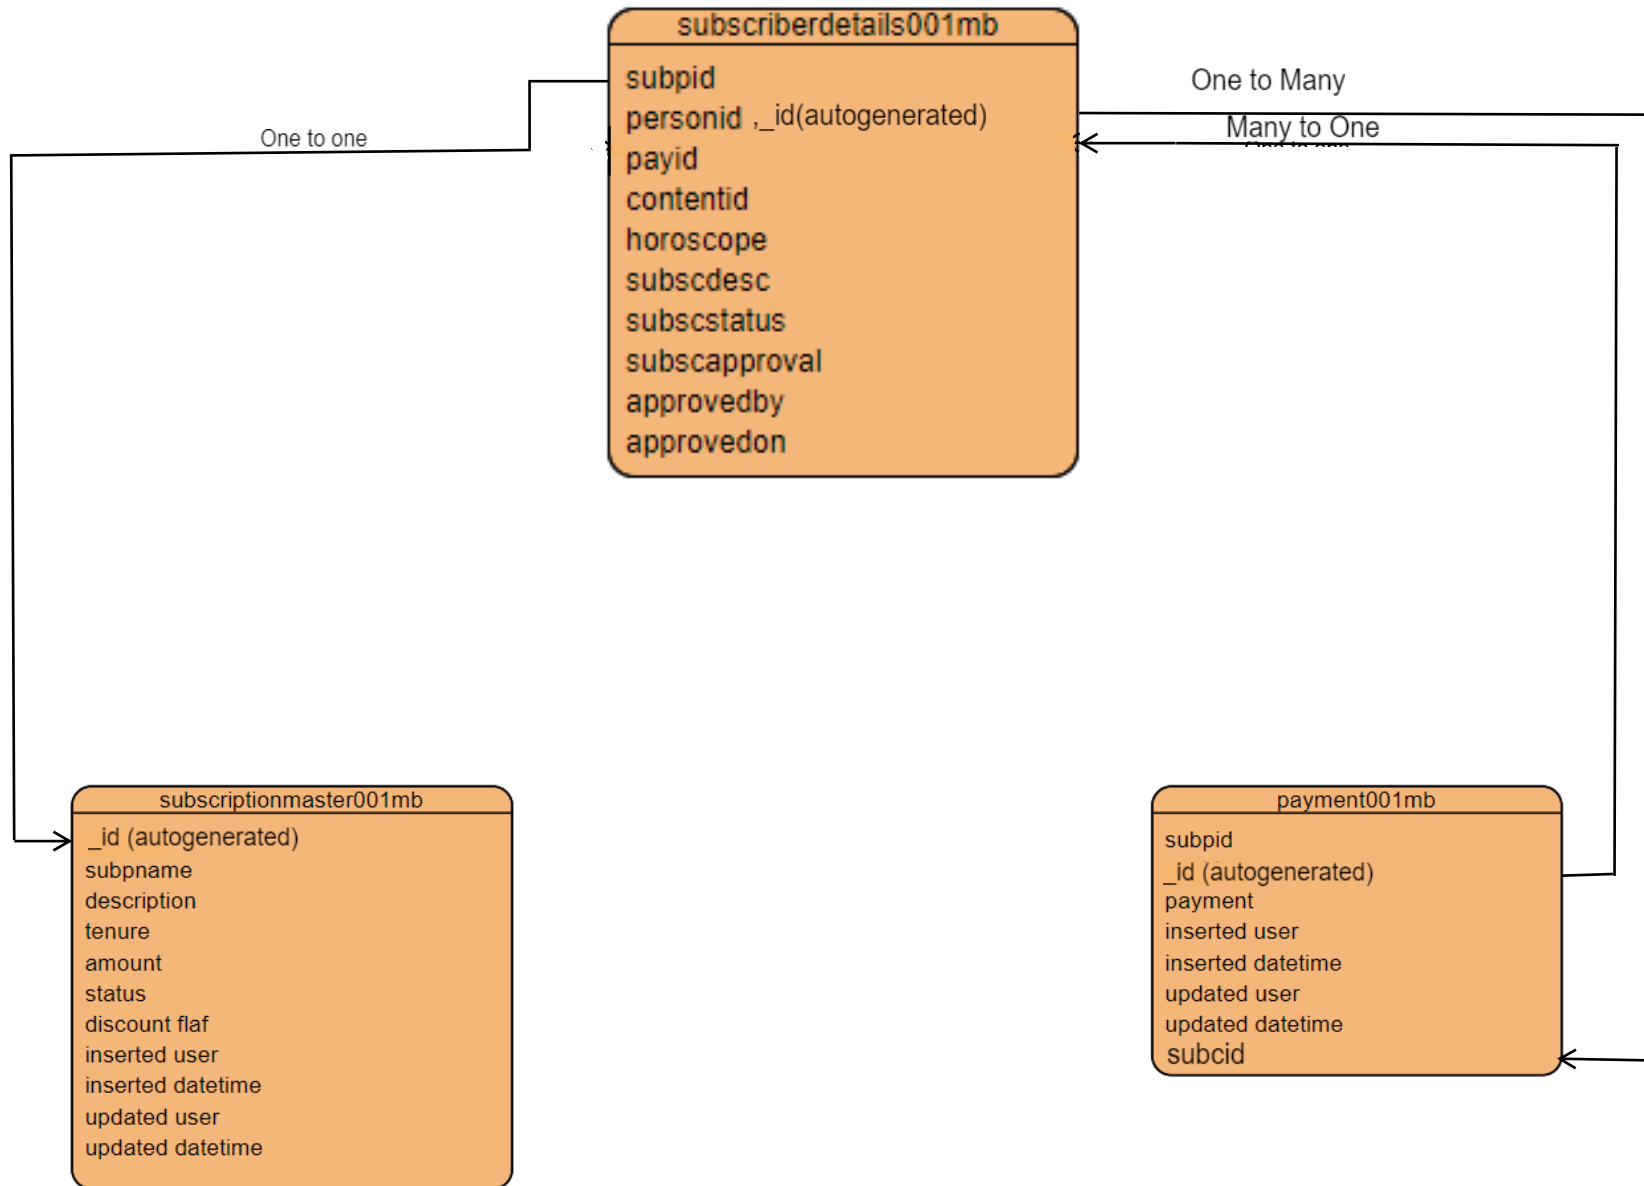 subscriberdetails001mb
subpid
personid ,_id(autogenerated)
payid
contentid
horoscope
subscdesc
subscstatus
subscapproval
approvedby
approvedon
One to one
One to Many
Many to One
subscriptionmaster001mb
_id (autogenerated)
subpname
description
tenure
amount
status
discount flaf
inserted user
inserted datetime
updated user
updated datetime
payment001mb
subpid
_id (autogenerated)
payment
inserted user
inserted datetime
updated user
updated datetime
subcid